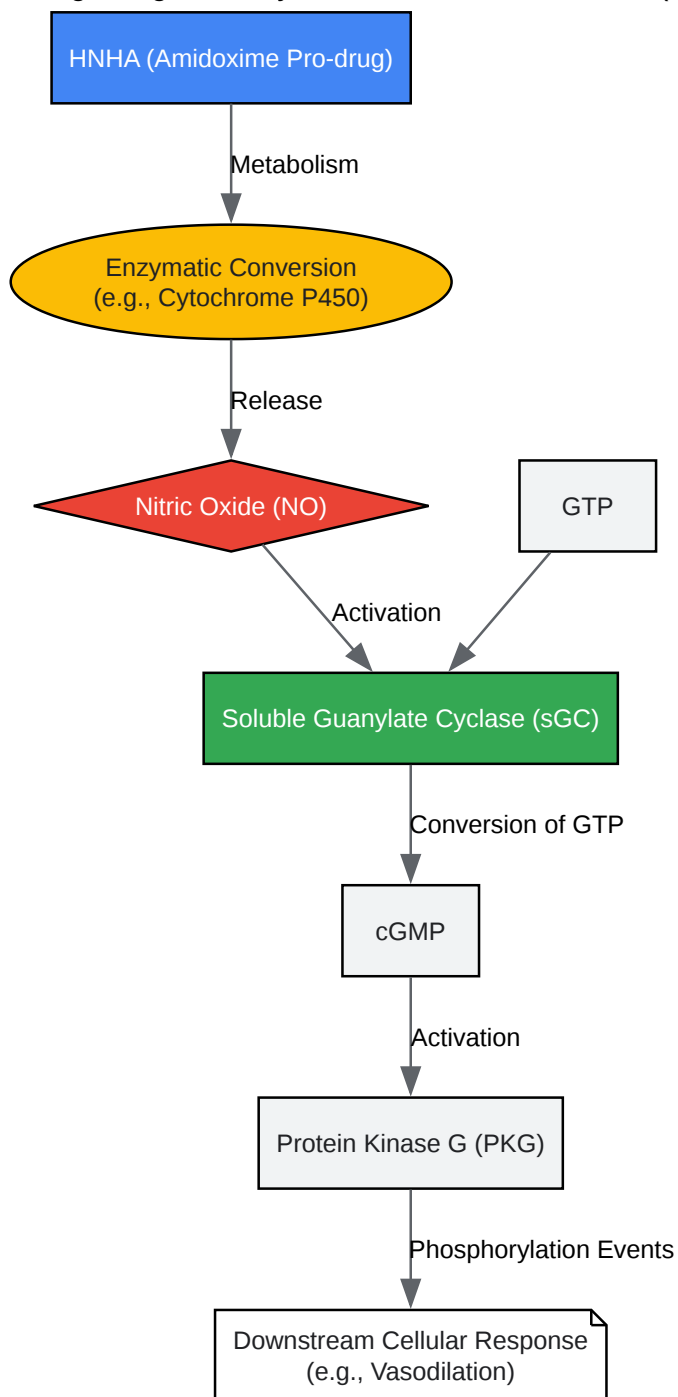 HNHA (Amidoxime Pro-drug)
Metabolism
Enzymatic Conversion
(e.g., Cytochrome P450)
Release
Nitric Oxide (NO)
GTP
Activation
Soluble Guanylate Cyclase (sGC)
Conversion of GTP
cGMP
Activation
Protein Kinase G (PKG)
Phosphorylation Events
Downstream Cellular Response
(e.g., Vasodilation)